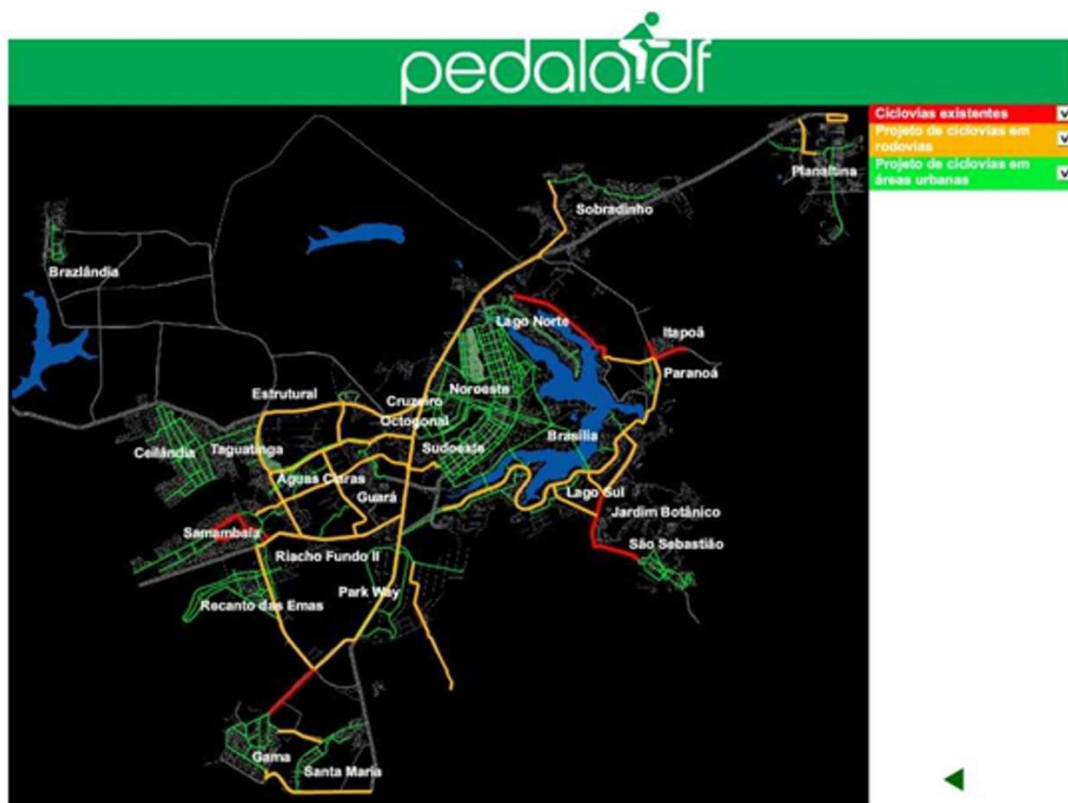 pedala df
Ciclovias existentes
Projeto de ciclovias em
rodovias
Projeto de ciclovias em
áreas urbanas
Planaltina
Sobradinho
Brazlândia
Lago Norte
Itapoã
Paranoá
Noroeste
Estrutural
Cruzeiro
Octogonal
Brasília
Sudoeste
Ceilândia
Taguatinga
Águas Claras
Guará
Lago Sul
Jardim Botânico
Samambaia
São Sebastião
Riacho Fundo II
Park Way
Recanto das Emas
Gama
Santa Maria